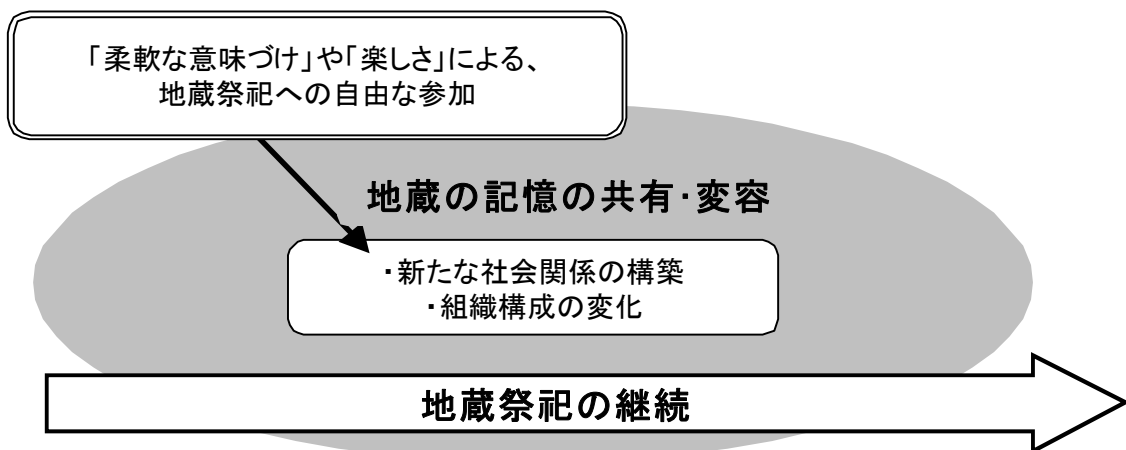 「柔軟な意味づけ」や「楽しさ」による、
地蔵祭祀への自由な参加
地蔵の記憶の共有・変容
・新たな社会関係の構築
・組織構成の変化
地蔵祭祀の継続